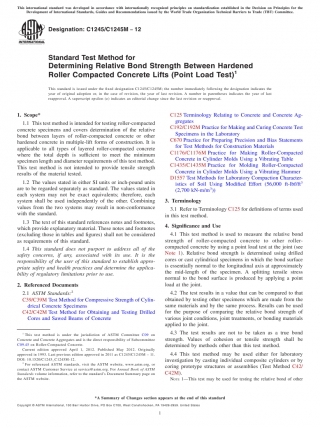 This international standard was developed in accordance with internationally recognized principles on standardization established in the Decision on Principles for the
Development of International Standards, Guides and Recommendations issued by the World Trade Organization Technical Barriers to Trade (TBT) Committee.
Designation: C1245/C1245M – 12
Standard Test Method for
Determining Relative Bond Strength Between Hardened
Roller Compacted Concrete Lifts (Point Load Test)1
This standard is issued under the fixed designation C1245/C1245M; the number immediately following the designation indicates the
year of original adoption or, in the case of revision, the year of last revision. A number in parentheses indicates the year of last
reapproval. A superscript epsilon (ε) indicates an editorial change since the last revision or reapproval.
1. Scope*
1.1 This test method is intended for testing roller-compacted
concrete specimens and covers determination of the relative
bond between layers of roller-compacted concrete or other
hardened concrete in multiple-lift forms of construction. It is
applicable to all types of layered roller-compacted concrete
where the total depth is sufficient to meet the minimum
specimen length and diameter requirements of this test method.
This test method is not intended to provide tensile strength
results of the material tested.
1.2 The values stated in either SI units or inch-pound units
are to be regarded separately as standard. The values stated in
each system may not be exact equivalents; therefore, each
system shall be used independently of the other. Combining
values from the two systems may result in non-conformance
with the standard.
1.3 The text of this standard references notes and footnotes,
which provide explanatory material. These notes and footnotes
(excluding those in tables and figures) shall not be considered
as requirements of this standard.
1.4 This standard does not purport to address all of the
safety concerns, if any, associated with its use. It is the
responsibility of the user of this standard to establish appro-
priate safety and health practices and determine the applica-
bility of regulatory limitations prior to use.
2. Referenced Documents
2.1 ASTM Standards:2
C39/C39M Test Method for Compressive Strength of Cylin-
drical Concrete Specimens
C42/C42M Test Method for Obtaining and Testing Drilled
Cores and Sawed Beams of Concrete
1 This test method is under the jurisdiction of ASTM Committee C09 on
Concrete and Concrete Aggregates and is the direct responsibility of Subcommittee
C09.45 on Roller-Compacted Concrete.
Current edition approved April 1, 2012. Published May 2012. Originally
approved in 1993. Last previous edition approved in 2011 as C1245/C1245M – 11.
DOI: 10.1520/C1245_C1245M-12.
2 For referenced ASTM standards, visit the ASTM website, www.astm.org, or
contact ASTM Customer Service at service@astm.org. For Annual Book of ASTM
Standards volume information, refer to the standard's Document Summary page on
the ASTM website.
C125 Terminology Relating to Concrete and Concrete Ag-
gregates
C192/C192M Practice for Making and Curing Concrete Test
Specimens in the Laboratory
C670 Practice for Preparing Precision and Bias Statements
for Test Methods for Construction Materials
C1176/C1176M Practice for Making Roller-Compacted
Concrete in Cylinder Molds Using a Vibrating Table
C1435/C1435M Practice for Molding Roller-Compacted
Concrete in Cylinder Molds Using a Vibrating Hammer
D1557 Test Methods for Laboratory Compaction Character-
istics of Soil Using Modified Effort (56,000 ft-lbf/ft3
(2,700 kN-m/m3))
3. Terminology
3.1 Refer to Terminology C125 for definitions of terms used
in this test method.
4. Significance and Use
4.1 This test method is used to measure the relative bond
strength of roller-compacted concrete to other roller-
compacted concrete by using a point load test at the joint (see
Note 1). Relative bond strength is determined using drilled
cores or cast cylindrical specimens in which the bond surface
is essentially normal to the longitudinal axis at approximately
the mid-length of the specimen. A splitting tensile stress
normal to the bond surface is produced by applying a point
load at the joint.
4.2 The test results in a value that can be compared to that
obtained by testing other specimens which are made from the
same materials and by the same process. Results can be used
for the purpose of comparing the relative bond strength of
various joint conditions, joint treatments, or bonding materials
applied to the joint.
4.3 The test results are not to be taken as a true bond
strength. Values of cohesion or tensile strength shall be
determined by methods other than this test method.
4.4 This test method may be used either for laboratory
investigation by casting individual composite cylinders or by
coring prototype structures or assemblies (Test Method C42/
C42M).
NOTE 1—This test may be used for testing the relative bond of other
*A Summary of Changes section appears at the end of this standard
1